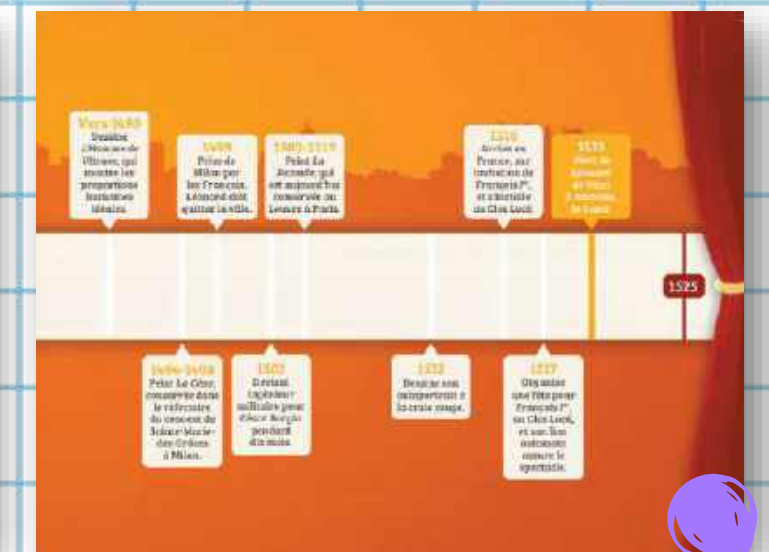 Vers 1490
Dessine
L'Homme de
Vitruve, qui
montre les
proportions
humaines
idéales.
1499
Prise de
Milan par
les Français.
Léonard doit
quitter la ville.
1503-1519
Peint La
Joconde, qui
est aujourd'hui
conservée au
Louvre à Paris.
1516
Arrive en
France, sur
invitation de
François Ier,
et s'installe
au Clos Lucé.
1519
Mort de
Léonard
de Vinci
à Amboise,
1525
Peint La Cène,
conservée dans
le réfectoire
du couvent de
Sainte-Marie-
des-Grâces
à Milan.
1502
Devient
ingénieur
militaire pour
César Borgia
pendant
dix mois.
Dessine son
autoportrait à
la craie rouge.
1517
Organise
une fête pour
François Ier,
au Clos Lucé,
et son lion
automate
assure le
spectacle.